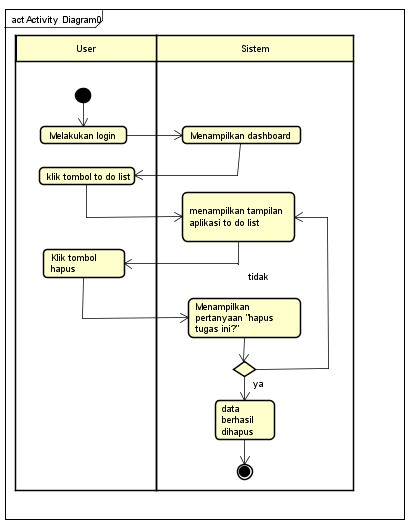 act Activity Diagram0
User
Sistem
Melakukan login
Menampilkan dashboard
klik tombol to do list
menampilkan tampilan
aplikasi to do list
Klik tombol
hapus
tidak
Menampilkan
pertanyaan "hapus
tugas ini?"
ya
data
berhasil
dihapus